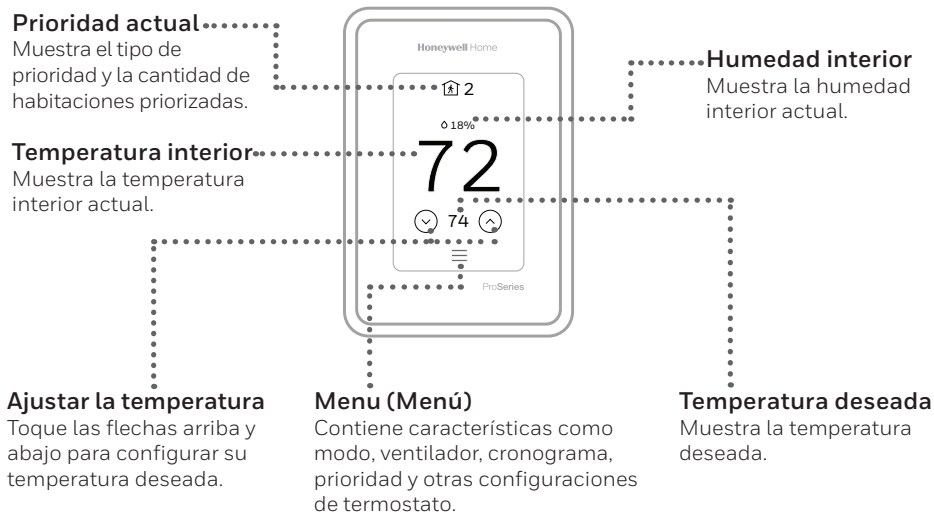 Prioridad actual
Muestra el tipo de
prioridad y la cantidad de
habitaciones priorizadas.
Temperatura interior
Muestra la temperatura
interior actual.
Honeywell Home
2
18%
72
74
ProSeries
Humedad interior
Muestra la humedad
interior actual.
Ajustar la temperatura
Toque las flechas arriba y
abajo para configurar su
temperatura deseada.
Menu (Menú)
Contiene características como
modo, ventilador, cronograma,
prioridad y otras configuraciones
de termostato.
Temperatura deseada
Muestra la temperatura
deseada.